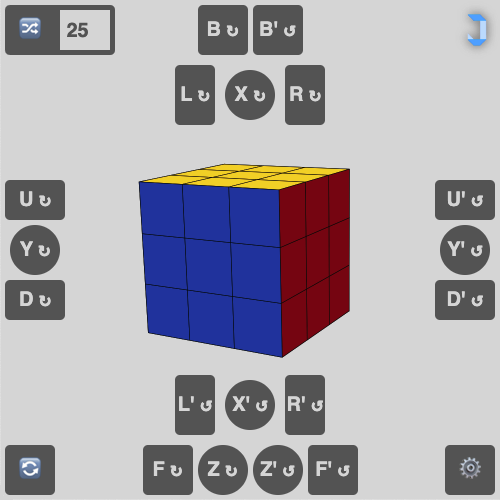 25
B ↻ B' ↺
L ↻ X ↻ R ↻
U ↻ U' ↺
Y ↻ Y' ↺
D ↻ D' ↺
L' ↺ X' ↺ R' ↺
F ↻ Z ↻ Z' ↺ F' ↺